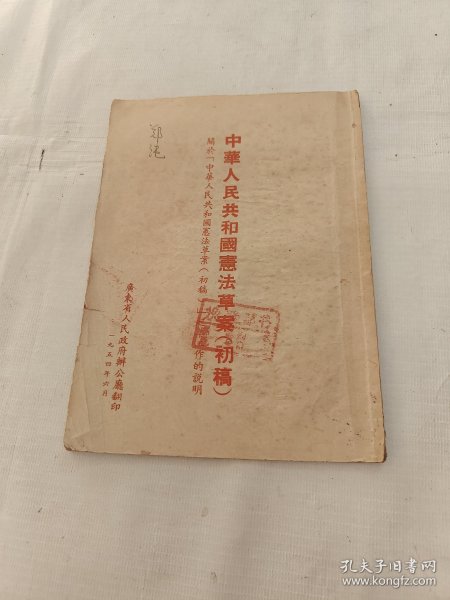 中華人民共和國憲法草案（初稿）
關於「中華人民共和國憲法草案（初稿
作的說明
廣東省人民政府辦公廳翻印
一九五四年六月
孔夫子旧书网
www.kongfz.com